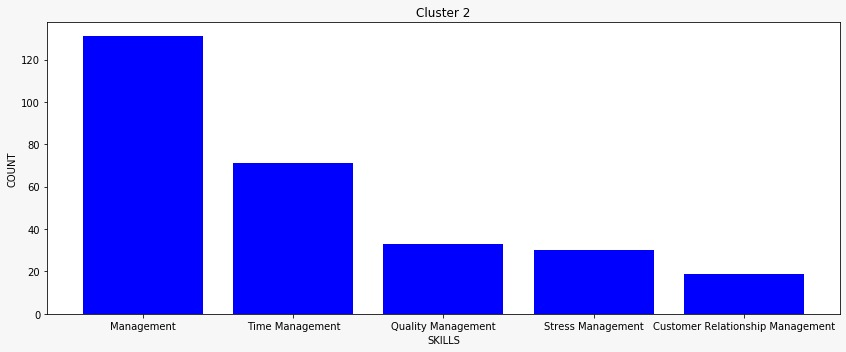 Cluster 2
COUNT
120
100
80
60
40
20
0
Management Time Management Quality Management Stress Management Customer Relationship Management
SKILLS